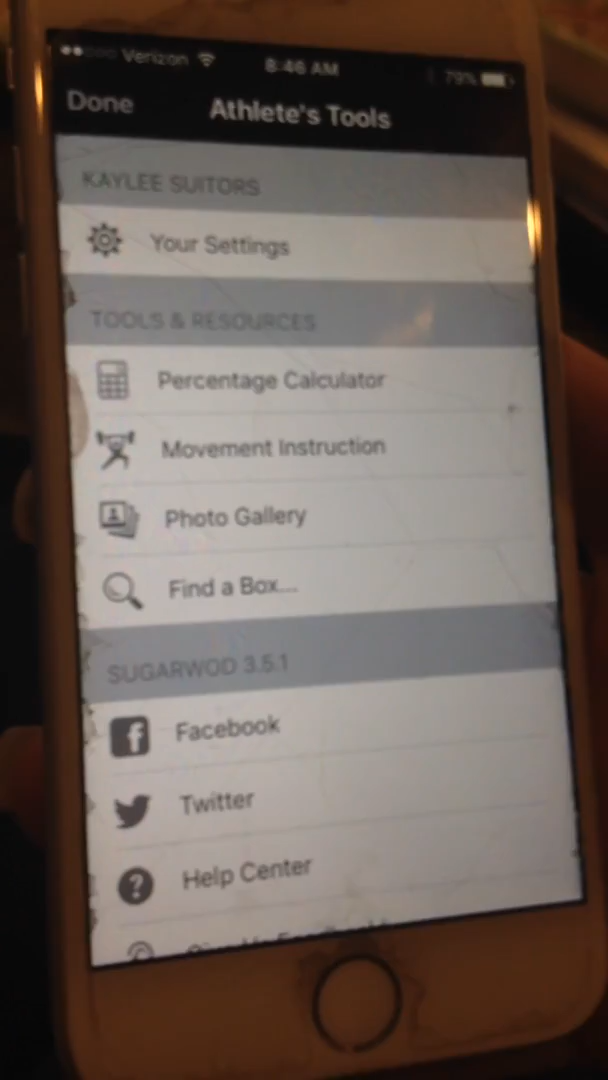 Verizon 8:46 AM 79%
Done Athlete's Tools
KAYLEE SUITORS
Your Settings
TOOLS & RESOURCES
Percentage Calculator
Movement Instruction
Photo Gallery
Find a Box...
SUGARWOD 3.5.1
Facebook
Twitter
Help Center